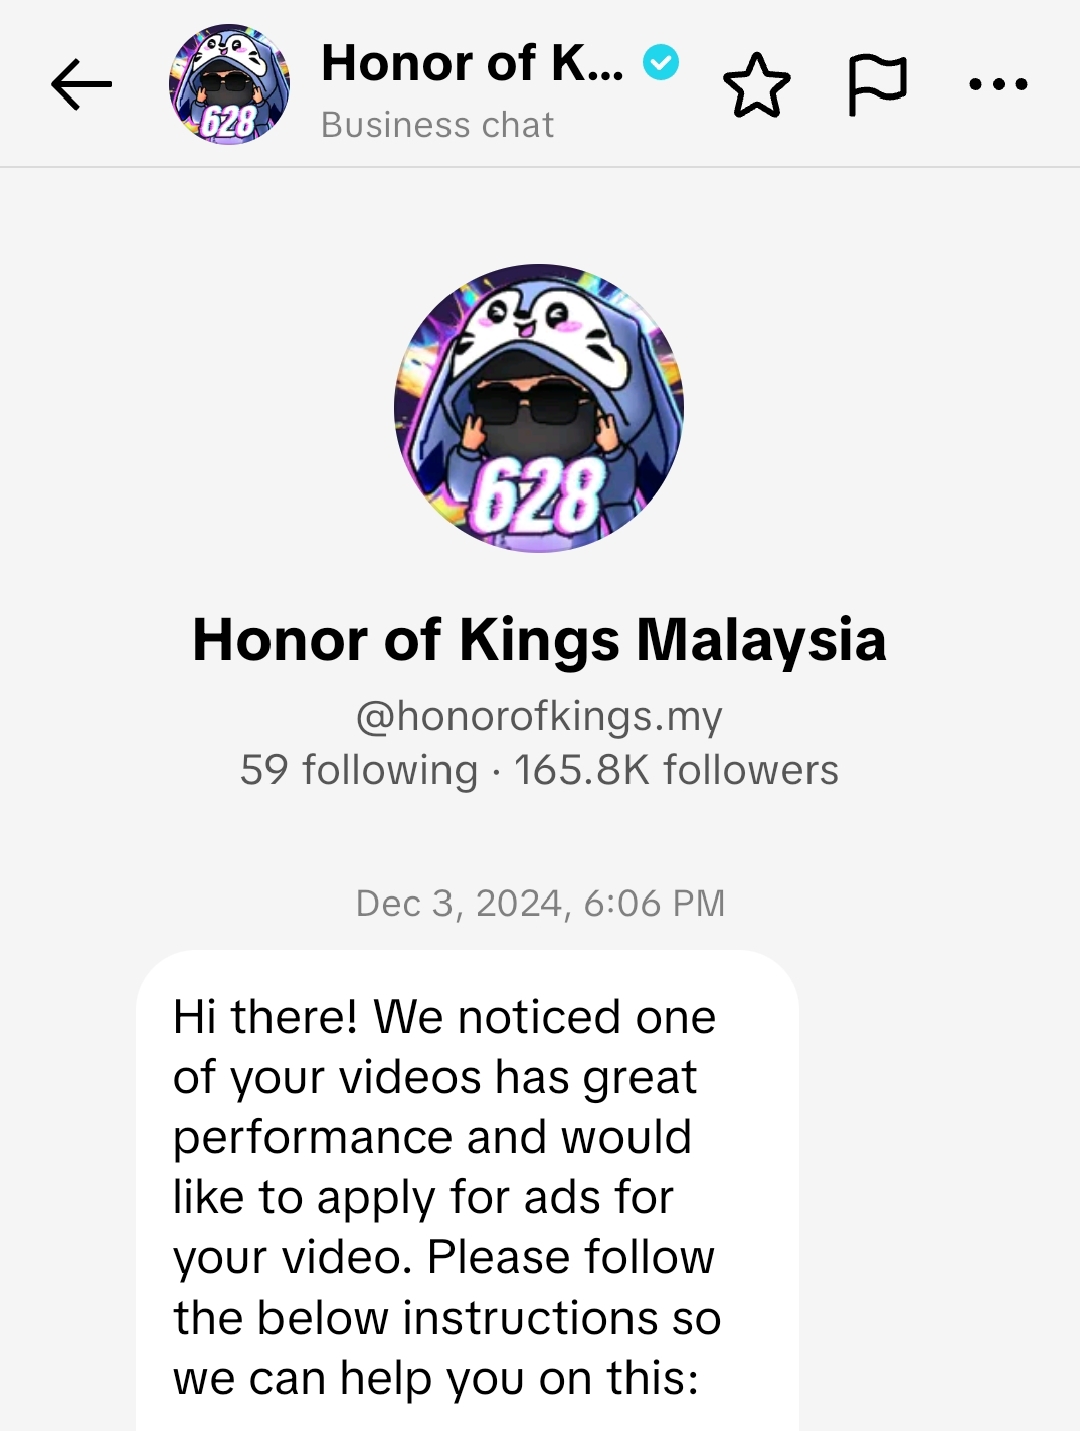 Honor of K...
Business chat
628
628
Honor of Kings Malaysia
@honorofkings.my
59 following · 165.8K followers
Dec 3, 2024, 6:06 PM
Hi there! We noticed one
of your videos has great
performance and would
like to apply for ads for
your video. Please follow
the below instructions so
we can help you on this: